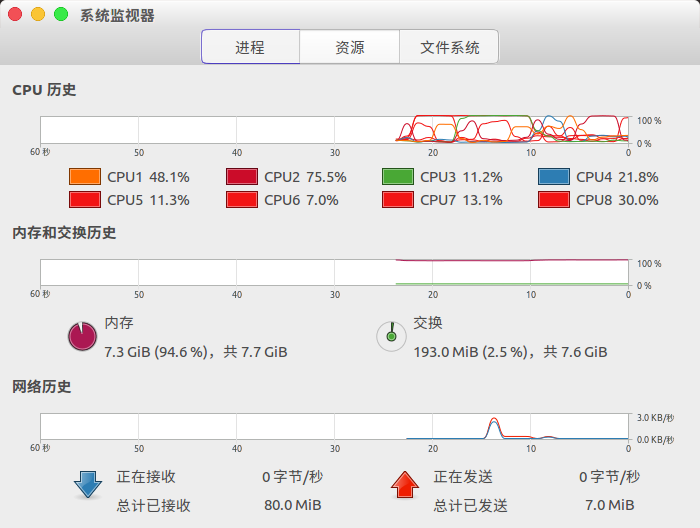 系统监视器
进程 资源 文件系统
CPU 历史
100 %
0 %
60 秒 50 40 30 20 10 0
CPU1 48.1% CPU2 75.5% CPU3 11.2% CPU4 21.8%
CPU5 11.3% CPU6 7.0% CPU7 13.1% CPU8 30.0%
内存和交换历史
100 %
0 %
60 秒 50 40 30 20 10 0
内存 交换
7.3 GiB (94.6 %)，共 7.7 GiB 193.0 MiB (2.5 %)，共 7.6 GiB
网络历史
3.0 KB/秒
0.0 KB/秒
60 秒 50 40 30 20 10 0
正在接收 0 字节/秒 正在发送 0 字节/秒
总计已接收 80.0 MiB 总计已发送 7.0 MiB